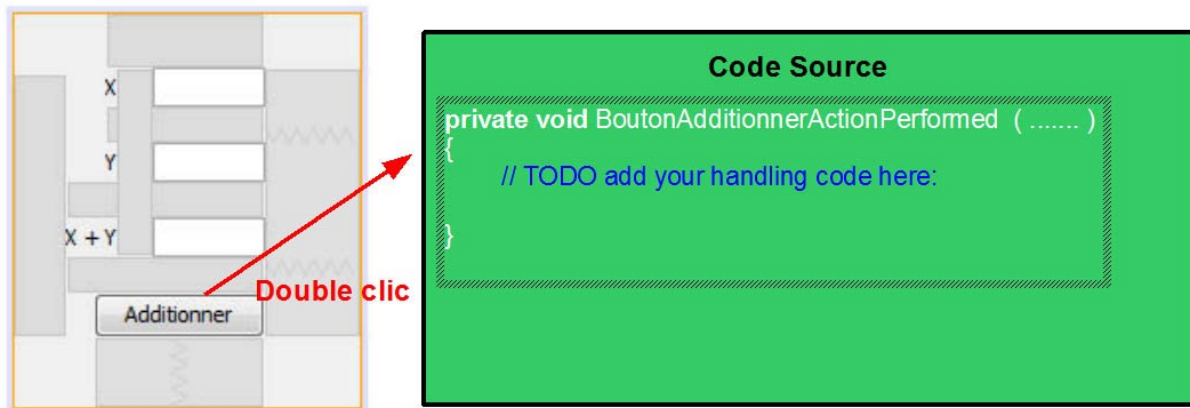 X
Y
X + Y
Additionner
Double clic
Code Source
private void BoutonAdditionnerActionPerformed ( ....... )
{
// TODO add your handling code here:
}